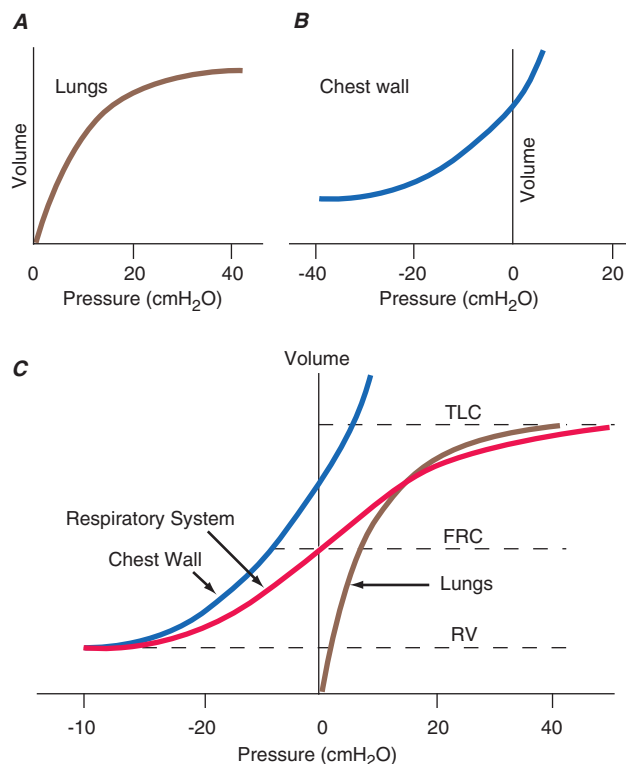 A
Lungs
Volume
0 20 40
Pressure (cmH₂O)
B
Chest wall
Volume
-40 -20 0 20
Pressure (cmH₂O)
C
Volume
TLC
Respiratory System
FRC
Chest Wall
Lungs
RV
-10 -20 0 20 40
Pressure (cmH₂O)